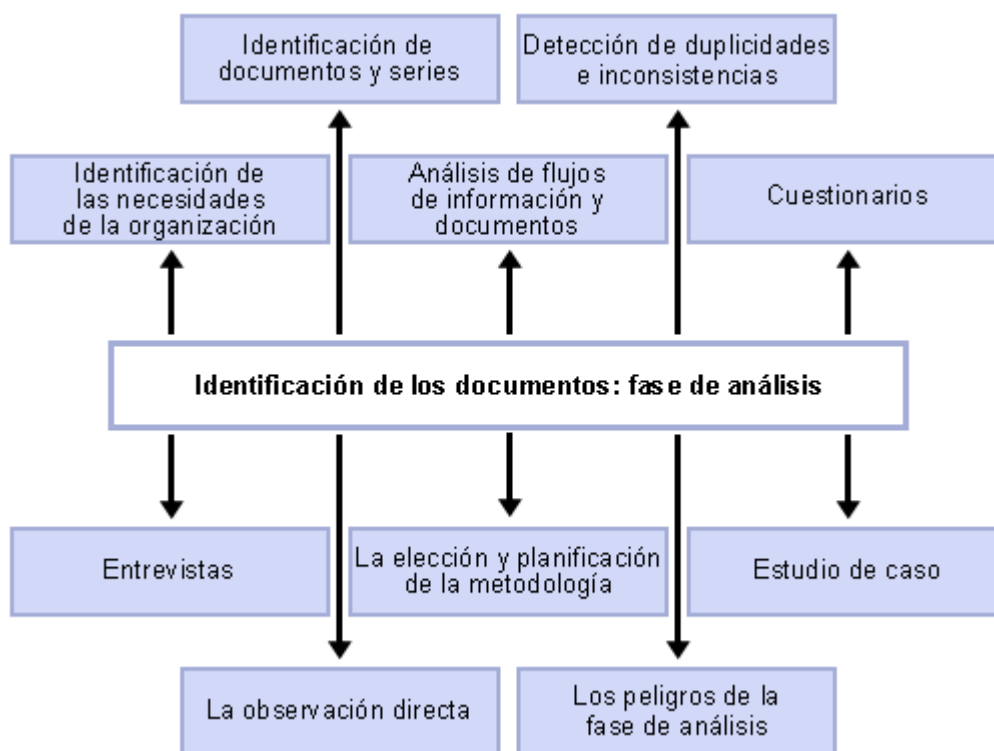 Identificación de
documentos y series
Detección de duplicidades
e inconsistencias
Identificación de
las necesidades
de la organización
Análisis de flujos
de información y
documentos
Cuestionarios
Identificación de los documentos: fase de análisis
Entrevistas
La elección y planificación
de la metodología
Estudio de caso
La observación directa
Los peligros de la
fase de análisis